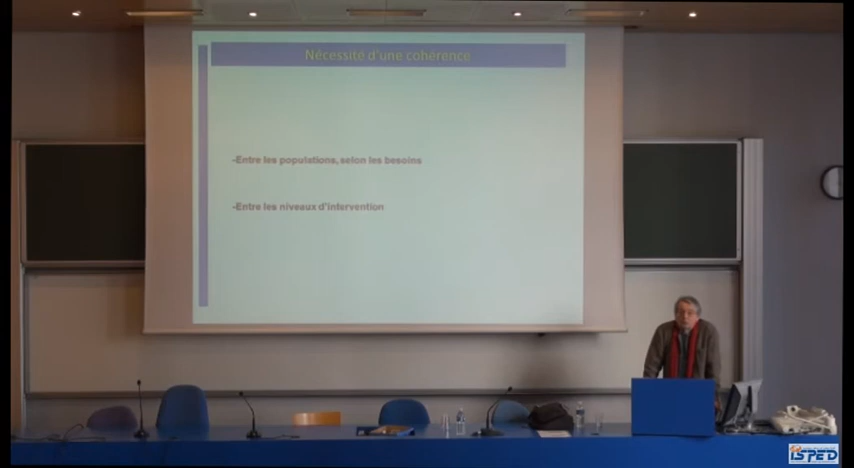 Nécessité d'une cohérence
-Entre les populations, selon les besoins
-Entre les niveaux d'intervention
ISPED